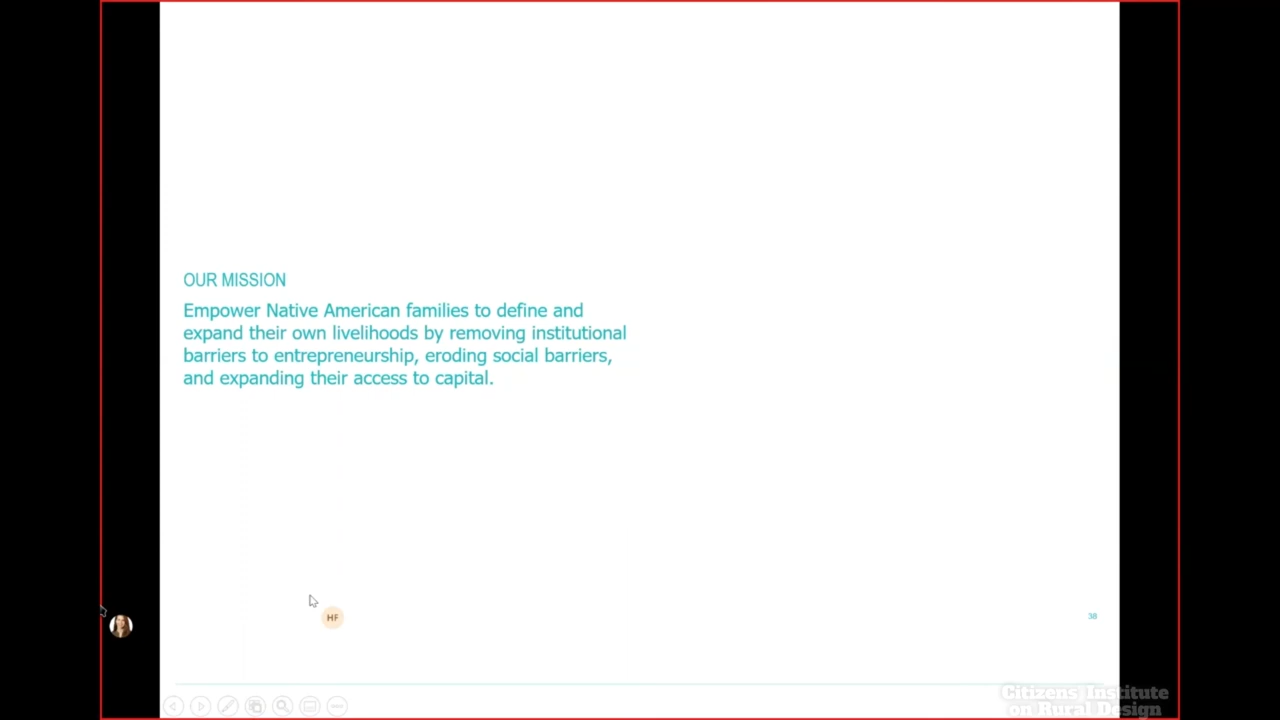 OUR MISSION
Empower Native American families to define and
expand their own livelihoods by removing institutional
barriers to entrepreneurship, eroding social barriers,
and expanding their access to capital.
HF
38
Citizens Institute
on Rural Design